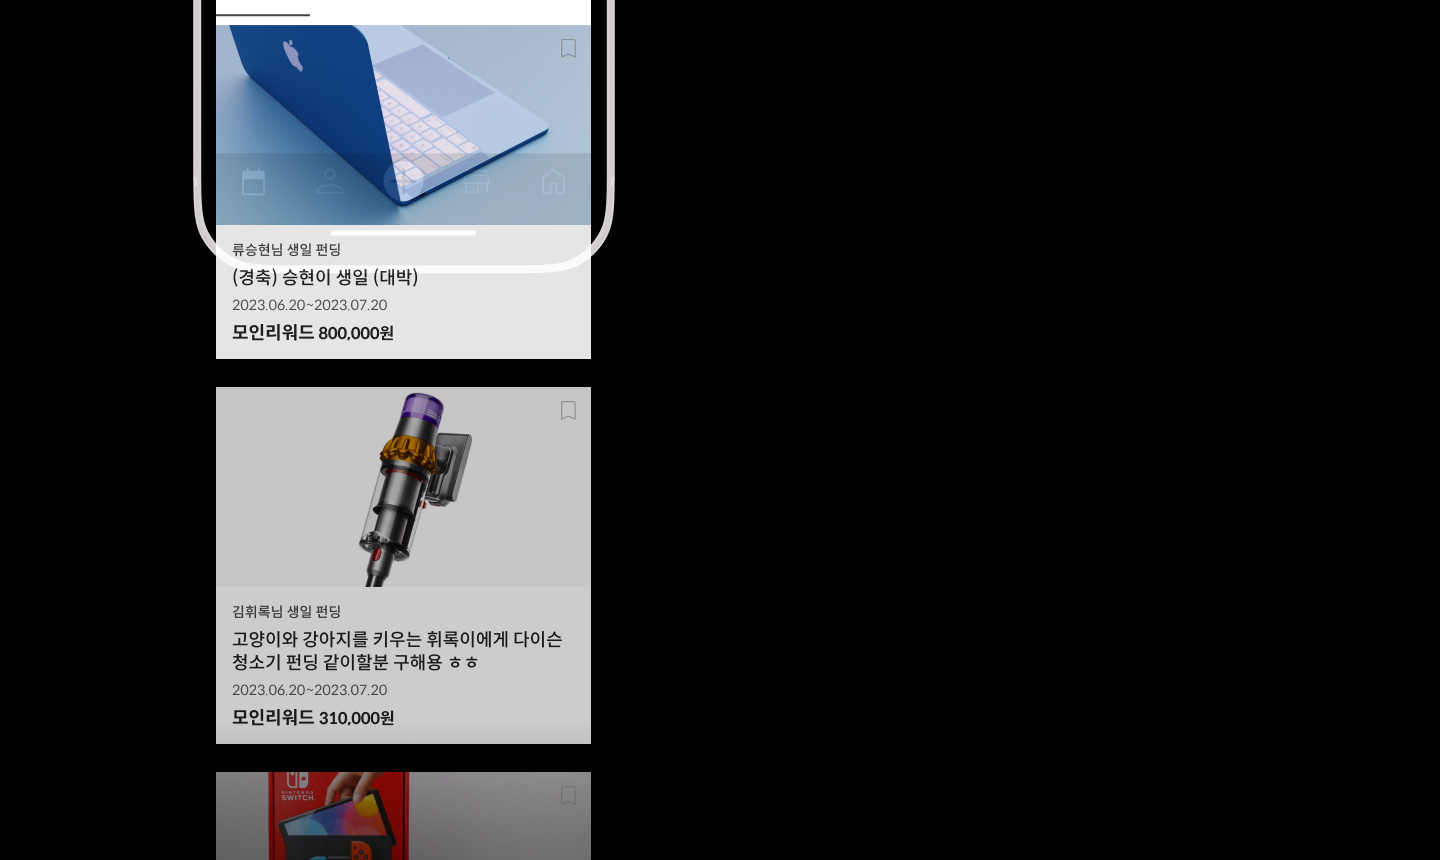 류승현님 생일 펀딩
(경축) 승현이 생일 (대박)
2023.06.20~2023.07.20
모인리워드 800,000원
김휘록님 생일 펀딩
고양이와 강아지를 키우는 휘록이에게 다이슨
청소기 펀딩 같이할분 구해용 ㅎㅎ
2023.06.20~2023.07.20
모인리워드 310,000원
NINTENDO
SWITCH